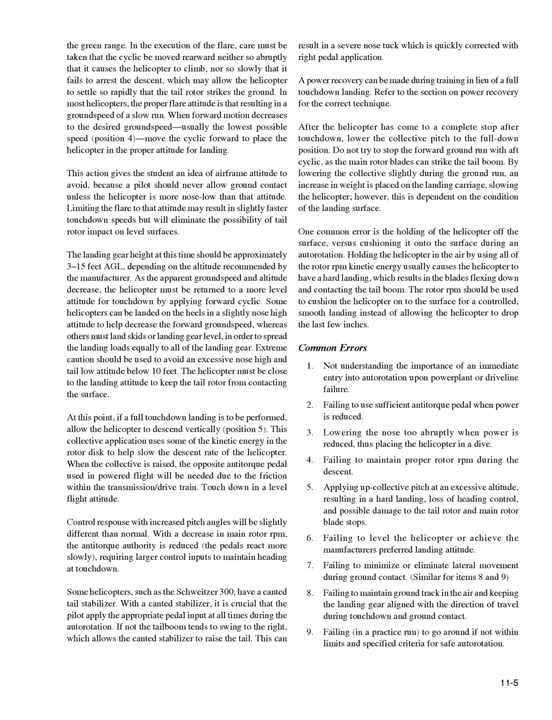 the green range. In the execution of the flare, care must be
taken that the cyclic be moved rearward neither so abruptly
that it causes the helicopter to climb, nor so slowly that it
fails to arrest the descent, which may allow the helicopter
to settle so rapidly that the tail rotor strikes the ground. In
most helicopters, the proper flare attitude is that resulting in a
groundspeed of a slow run. When forward motion decreases
to the desired groundspeed—usually the lowest possible
speed (position 4)—move the cyclic forward to place the
helicopter in the proper attitude for landing.
This action gives the student an idea of airframe attitude to
avoid, because a pilot should never allow ground contact
unless the helicopter is more nose-low than that attitude.
Limiting the flare to that attitude may result in slightly faster
touchdown speeds but will eliminate the possibility of tail
rotor impact on level surfaces.
The landing gear height at this time should be approximately
3–15 feet AGL, depending on the altitude recommended by
the manufacturer. As the apparent groundspeed and altitude
decrease, the helicopter must be returned to a more level
attitude for touchdown by applying forward cyclic. Some
helicopters can be landed on the heels in a slightly nose high
attitude to help decrease the forward groundspeed, whereas
others must land skids or landing gear level, in order to spread
the landing loads equally to all of the landing gear. Extreme
caution should be used to avoid an excessive nose high and
tail low attitude below 10 feet. The helicopter must be close
to the landing attitude to keep the tail rotor from contacting
the surface.
At this point, if a full touchdown landing is to be performed,
allow the helicopter to descend vertically (position 5). This
collective application uses some of the kinetic energy in the
rotor disk to help slow the descent rate of the helicopter.
When the collective is raised, the opposite antitorque pedal
used in powered flight will be needed due to the friction
within the transmission/drive train. Touch down in a level
flight attitude.
Control response with increased pitch angles will be slightly
different than normal. With a decrease in main rotor rpm,
the antitorque authority is reduced (the pedals react more
slowly), requiring larger control inputs to maintain heading
at touchdown.
Some helicopters, such as the Schweitzer 300, have a canted
tail stabilizer. With a canted stabilizer, it is crucial that the
pilot apply the appropriate pedal input at all times during the
autorotation. If not the tailboom tends to swing to the right,
which allows the canted stabilizer to raise the tail. This can
result in a severe nose tuck which is quickly corrected with
right pedal application.
A power recovery can be made during training in lieu of a full
touchdown landing. Refer to the section on power recovery
for the correct technique.
After the helicopter has come to a complete stop after
touchdown, lower the collective pitch to the full-down
position. Do not try to stop the forward ground run with aft
cyclic, as the main rotor blades can strike the tail boom. By
lowering the collective slightly during the ground run, an
increase in weight is placed on the landing carriage, slowing
the helicopter; however, this is dependent on the condition
of the landing surface.
One common error is the holding of the helicopter off the
surface, versus cushioning it onto the surface during an
autorotation. Holding the helicopter in the air by using all of
the rotor rpm kinetic energy usually causes the helicopter to
have a hard landing, which results in the blades flexing down
and contacting the tail boom. The rotor rpm should be used
to cushion the helicopter on to the surface for a controlled,
smooth landing instead of allowing the helicopter to drop
the last few inches.
Common Errors
1. Not understanding the importance of an immediate
entry into autorotation upon powerplant or driveline
failure.
2. Failing to use sufficient antitorque pedal when power
is reduced.
3. Lowering the nose too abruptly when power is
reduced, thus placing the helicopter in a dive.
4. Failing to maintain proper rotor rpm during the
descent.
5. Applying up-collective pitch at an excessive altitude,
resulting in a hard landing, loss of heading control,
and possible damage to the tail rotor and main rotor
blade stops.
6. Failing to level the helicopter or achieve the
manufacturers preferred landing attitude.
7. Failing to minimize or eliminate lateral movement
during ground contact. (Similar for items 8 and 9)
8. Failing to maintain ground track in the air and keeping
the landing gear aligned with the direction of travel
during touchdown and ground contact.
9. Failing (in a practice run) to go around if not within
limits and specified criteria for safe autorotation.
11-5